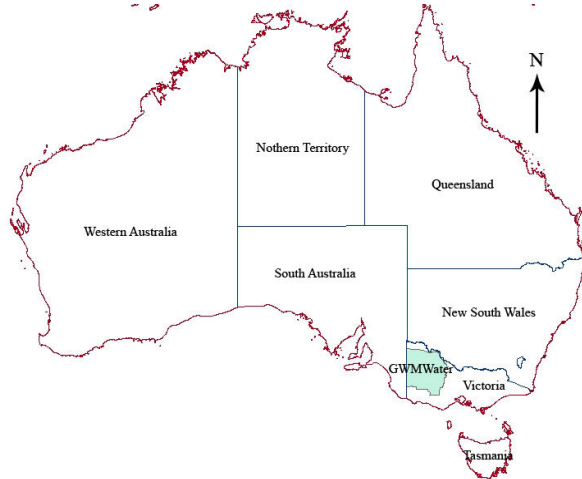 N
Nothern Territory
Queensland
Western Australia
South Australia
New South Wales
GWMWater
Victoria
Tasmania